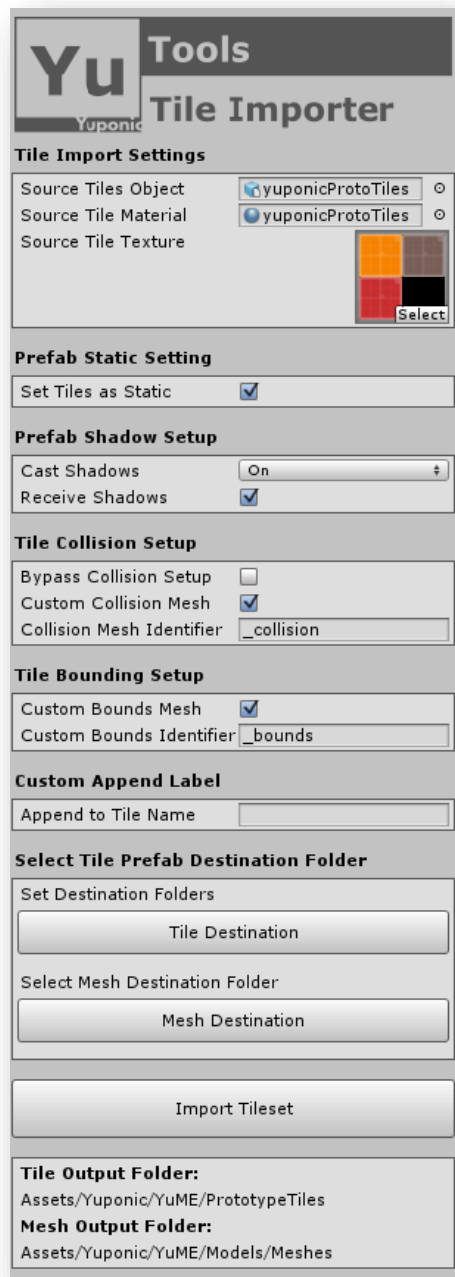 Yu Tools
Yuponic Tile Importer
Tile Import Settings
Source Tiles Object yuponicProtoTiles
Source Tile Material yuponicProtoTiles
Source Tile Texture
Select
Prefab Static Setting
Set Tiles as Static
Prefab Shadow Setup
Cast Shadows On
Receive Shadows
Tile Collision Setup
Bypass Collision Setup
Custom Collision Mesh
Collision Mesh Identifier _collision
Tile Bounding Setup
Custom Bounds Mesh
Custom Bounds Identifier _bounds
Custom Append Label
Append to Tile Name
Select Tile Prefab Destination Folder
Set Destination Folders
Tile Destination
Select Mesh Destination Folder
Mesh Destination
Import Tileset
Tile Output Folder:
Assets/Yuponic/YuME/PrototypeTiles
Mesh Output Folder:
Assets/Yuponic/YuME/Models/Meshes